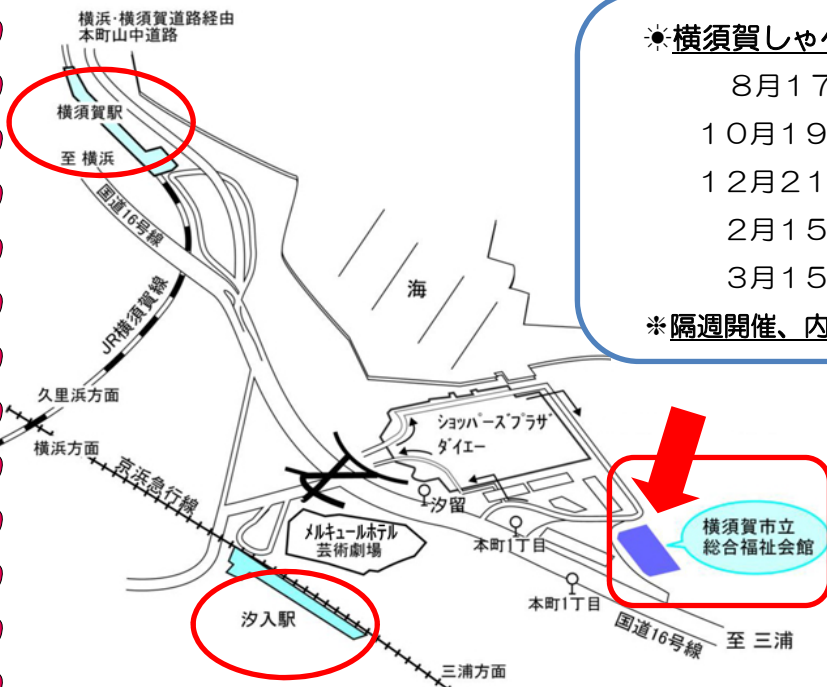 横浜・横須賀道路経由
本町山中道路
横須賀駅
至 横浜
国道16号線
JR横須賀線
久里浜方面
横浜方面
京浜急行線
海
☀横須賀しゃべ
8月17
10月19
12月21
2月15
3月15
＊隔週開催、内
ショッパーズプラザ
ダイエー
汐留
メルキュールホテル
芸術劇場
本町1丁目
本町1丁目
横須賀市立
総合福祉会館
汐入駅
国道16号線
至 三浦
三浦方面